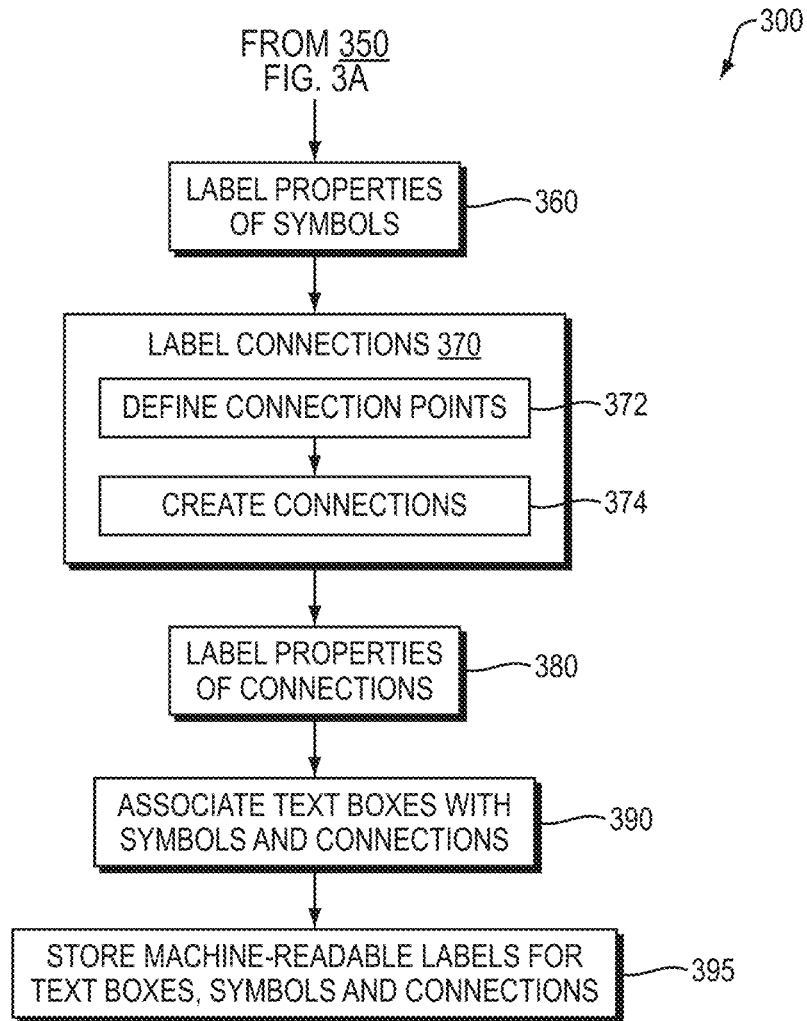 300
FROM 350
FIG. 3A
LABEL PROPERTIES
OF SYMBOLS
360
LABEL CONNECTIONS 370
DEFINE CONNECTION POINTS
372
CREATE CONNECTIONS
374
LABEL PROPERTIES
OF CONNECTIONS
380
ASSOCIATE TEXT BOXES WITH
SYMBOLS AND CONNECTIONS
390
STORE MACHINE-READABLE LABELS FOR
TEXT BOXES, SYMBOLS AND CONNECTIONS
395